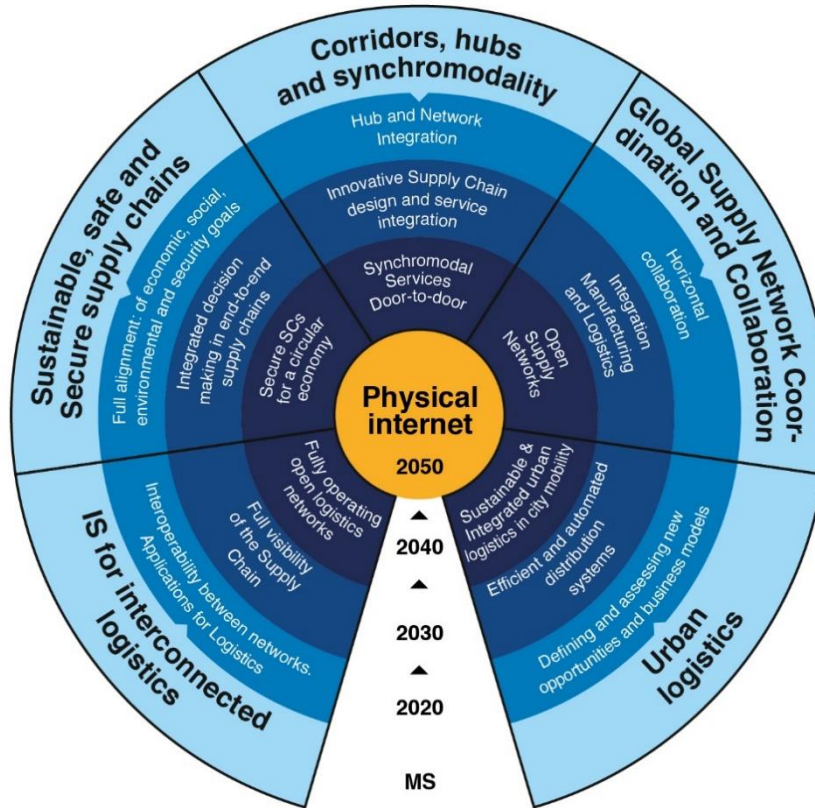 Corridors, hubs
and synchromodality
Hub and Network
Integration
Innovative Supply Chain
design and service
integration
Synchromodal
Services
Door-to-door
Global Supply Network Coor-
dination and Collaboration
Horizontal
collaboration
Integration
Manufacturing
and Logistics
Open
Supply
Networks
Urban
logistics
Defining and assessing new
opportunities and business models
Efficient and automated
distribution
systems
Sustainable &
Integrated urban
logistics in city mobility
IS for interconnected
logistics
Interoperability between networks.
Applications for Logistics
Full visibility
of the Supply
Chain
Fully operating
open logistics
networks
Sustainable, safe and
Secure supply chains
Full alignment: of economic, social,
environmental and security goals
Integrated decision
making in end-to-end
supply chains
Secure SCs
for a circular
economy
Physical
internet
2050
2040
2030
2020
MS